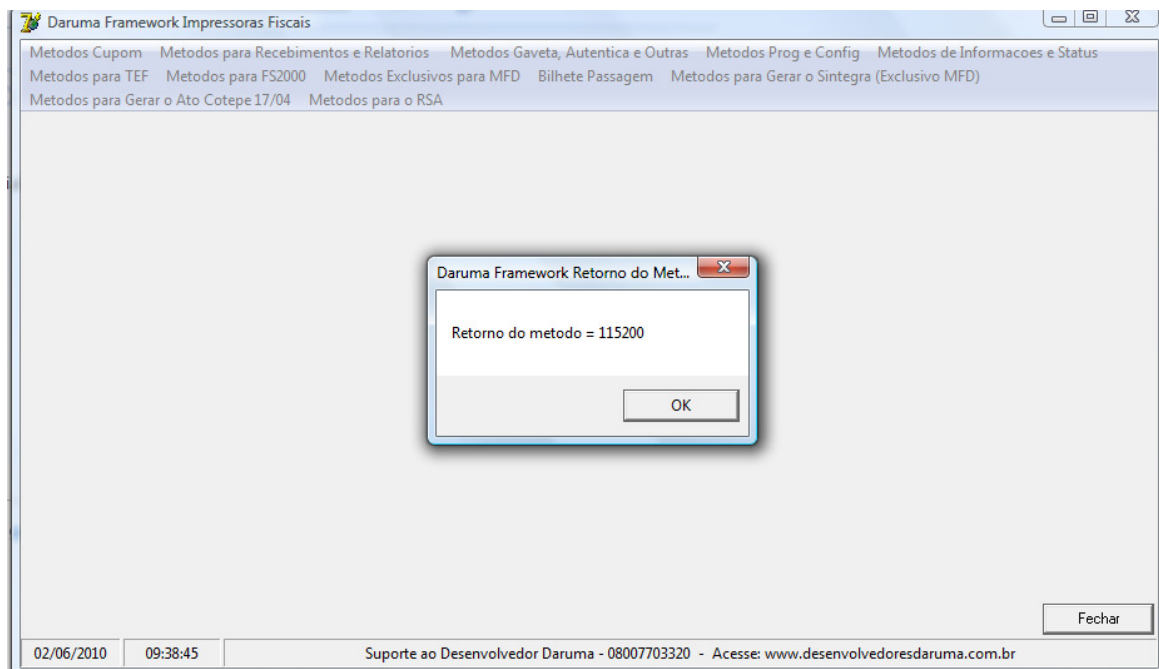 Daruma Framework Impressoras Fiscais
Metodos Cupom Metodos para Recebimentos e Relatorios Metodos Gaveta, Autentica e Outras Metodos Prog e Config Metodos de Informacoes e Status
Metodos para TEF Metodos para FS2000 Metodos Exclusivos para MFD Bilhete Passagem Metodos para Gerar o Sintegra (Exclusivo MFD)
Metodos para Gerar o Ato Cotepe 17/04 Metodos para o RSA
Daruma Framework Retorno do Met...
Retorno do metodo = 115200
OK
Fechar
02/06/2010 09:38:45 Suporte ao Desenvolvedor Daruma - 08007703320 - Acesse: www.desenvolvedoresdaruma.com.br